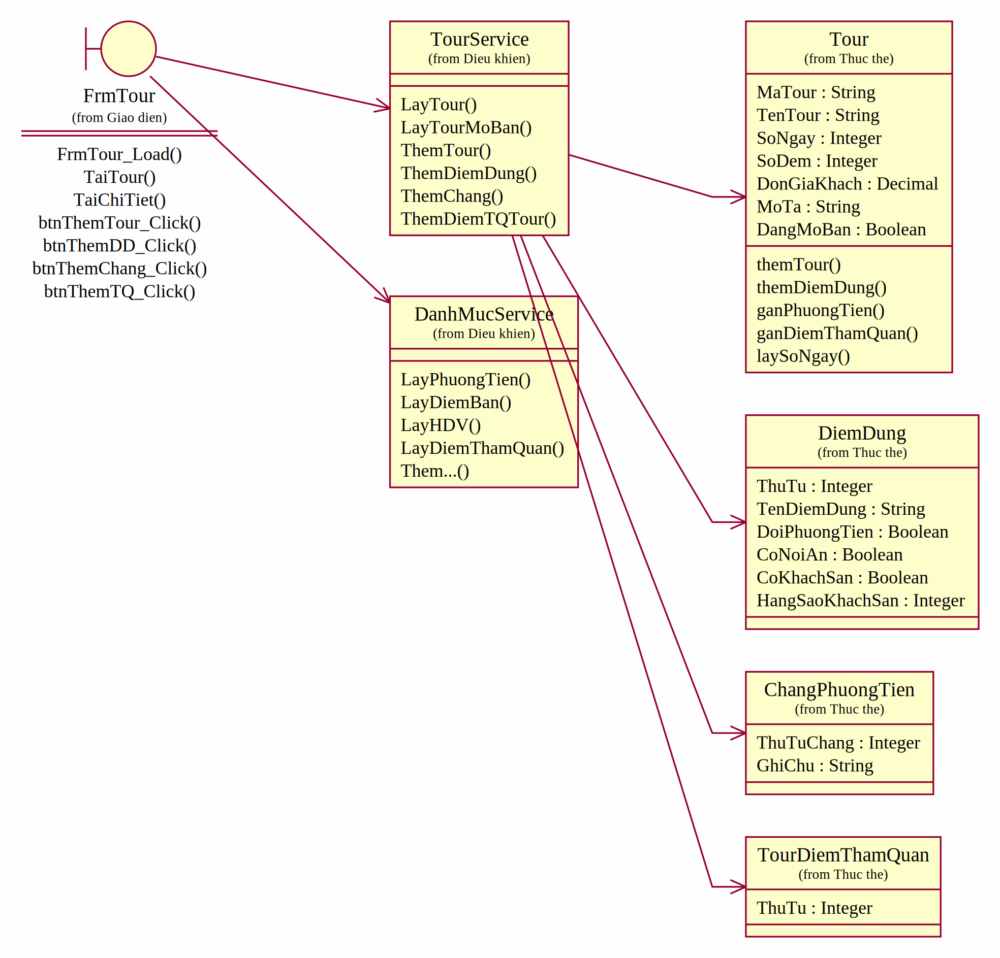 FrmTour
(from Giao dien)
FrmTour_Load()
TaiTour()
TaiChiTiet()
btnThemTour_Click()
btnThemDD_Click()
btnThemChang_Click()
btnThemTQ_Click()
TourService
(from Dieu khien)
LayTour()
LayTourMoBan()
ThemTour()
ThemDiemDung()
ThemChang()
ThemDiemTQTour()
DanhMucService
(from Dieu khien)
LayPhuongTien()
LayDiemBan()
LayHDV()
LayDiemThamQuan()
Them...()
Tour
(from Thuc the)
MaTour : String
TenTour : String
SoNgay : Integer
SoDem : Integer
DonGiaKhach : Decimal
MoTa : String
DangMoBan : Boolean
themTour()
themDiemDung()
ganPhuongTien()
ganDiemThamQuan()
laySoNgay()
DiemDung
(from Thuc the)
ThuTu : Integer
TenDiemDung : String
DoiPhuongTien : Boolean
CoNoiAn : Boolean
CoKhachSan : Boolean
HangSaoKhachSan : Integer
ChangPhuongTien
(from Thuc the)
ThuTuChang : Integer
GhiChu : String
TourDiemThamQuan
(from Thuc the)
ThuTu : Integer